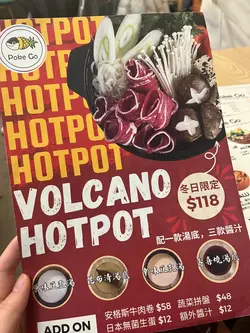 Poke Go
HOTPOT
HOTPOT
HOTPOT
HOTPOT
HOTPOT
VOLCANO
HOTPOT
冬日限定
$118
配一款湯底，三款醬汁
ADD ON
安格斯牛肉卷 $58 蔬菜拼盤 $48
日本無菌生蛋 $12 額外醬汁 $12